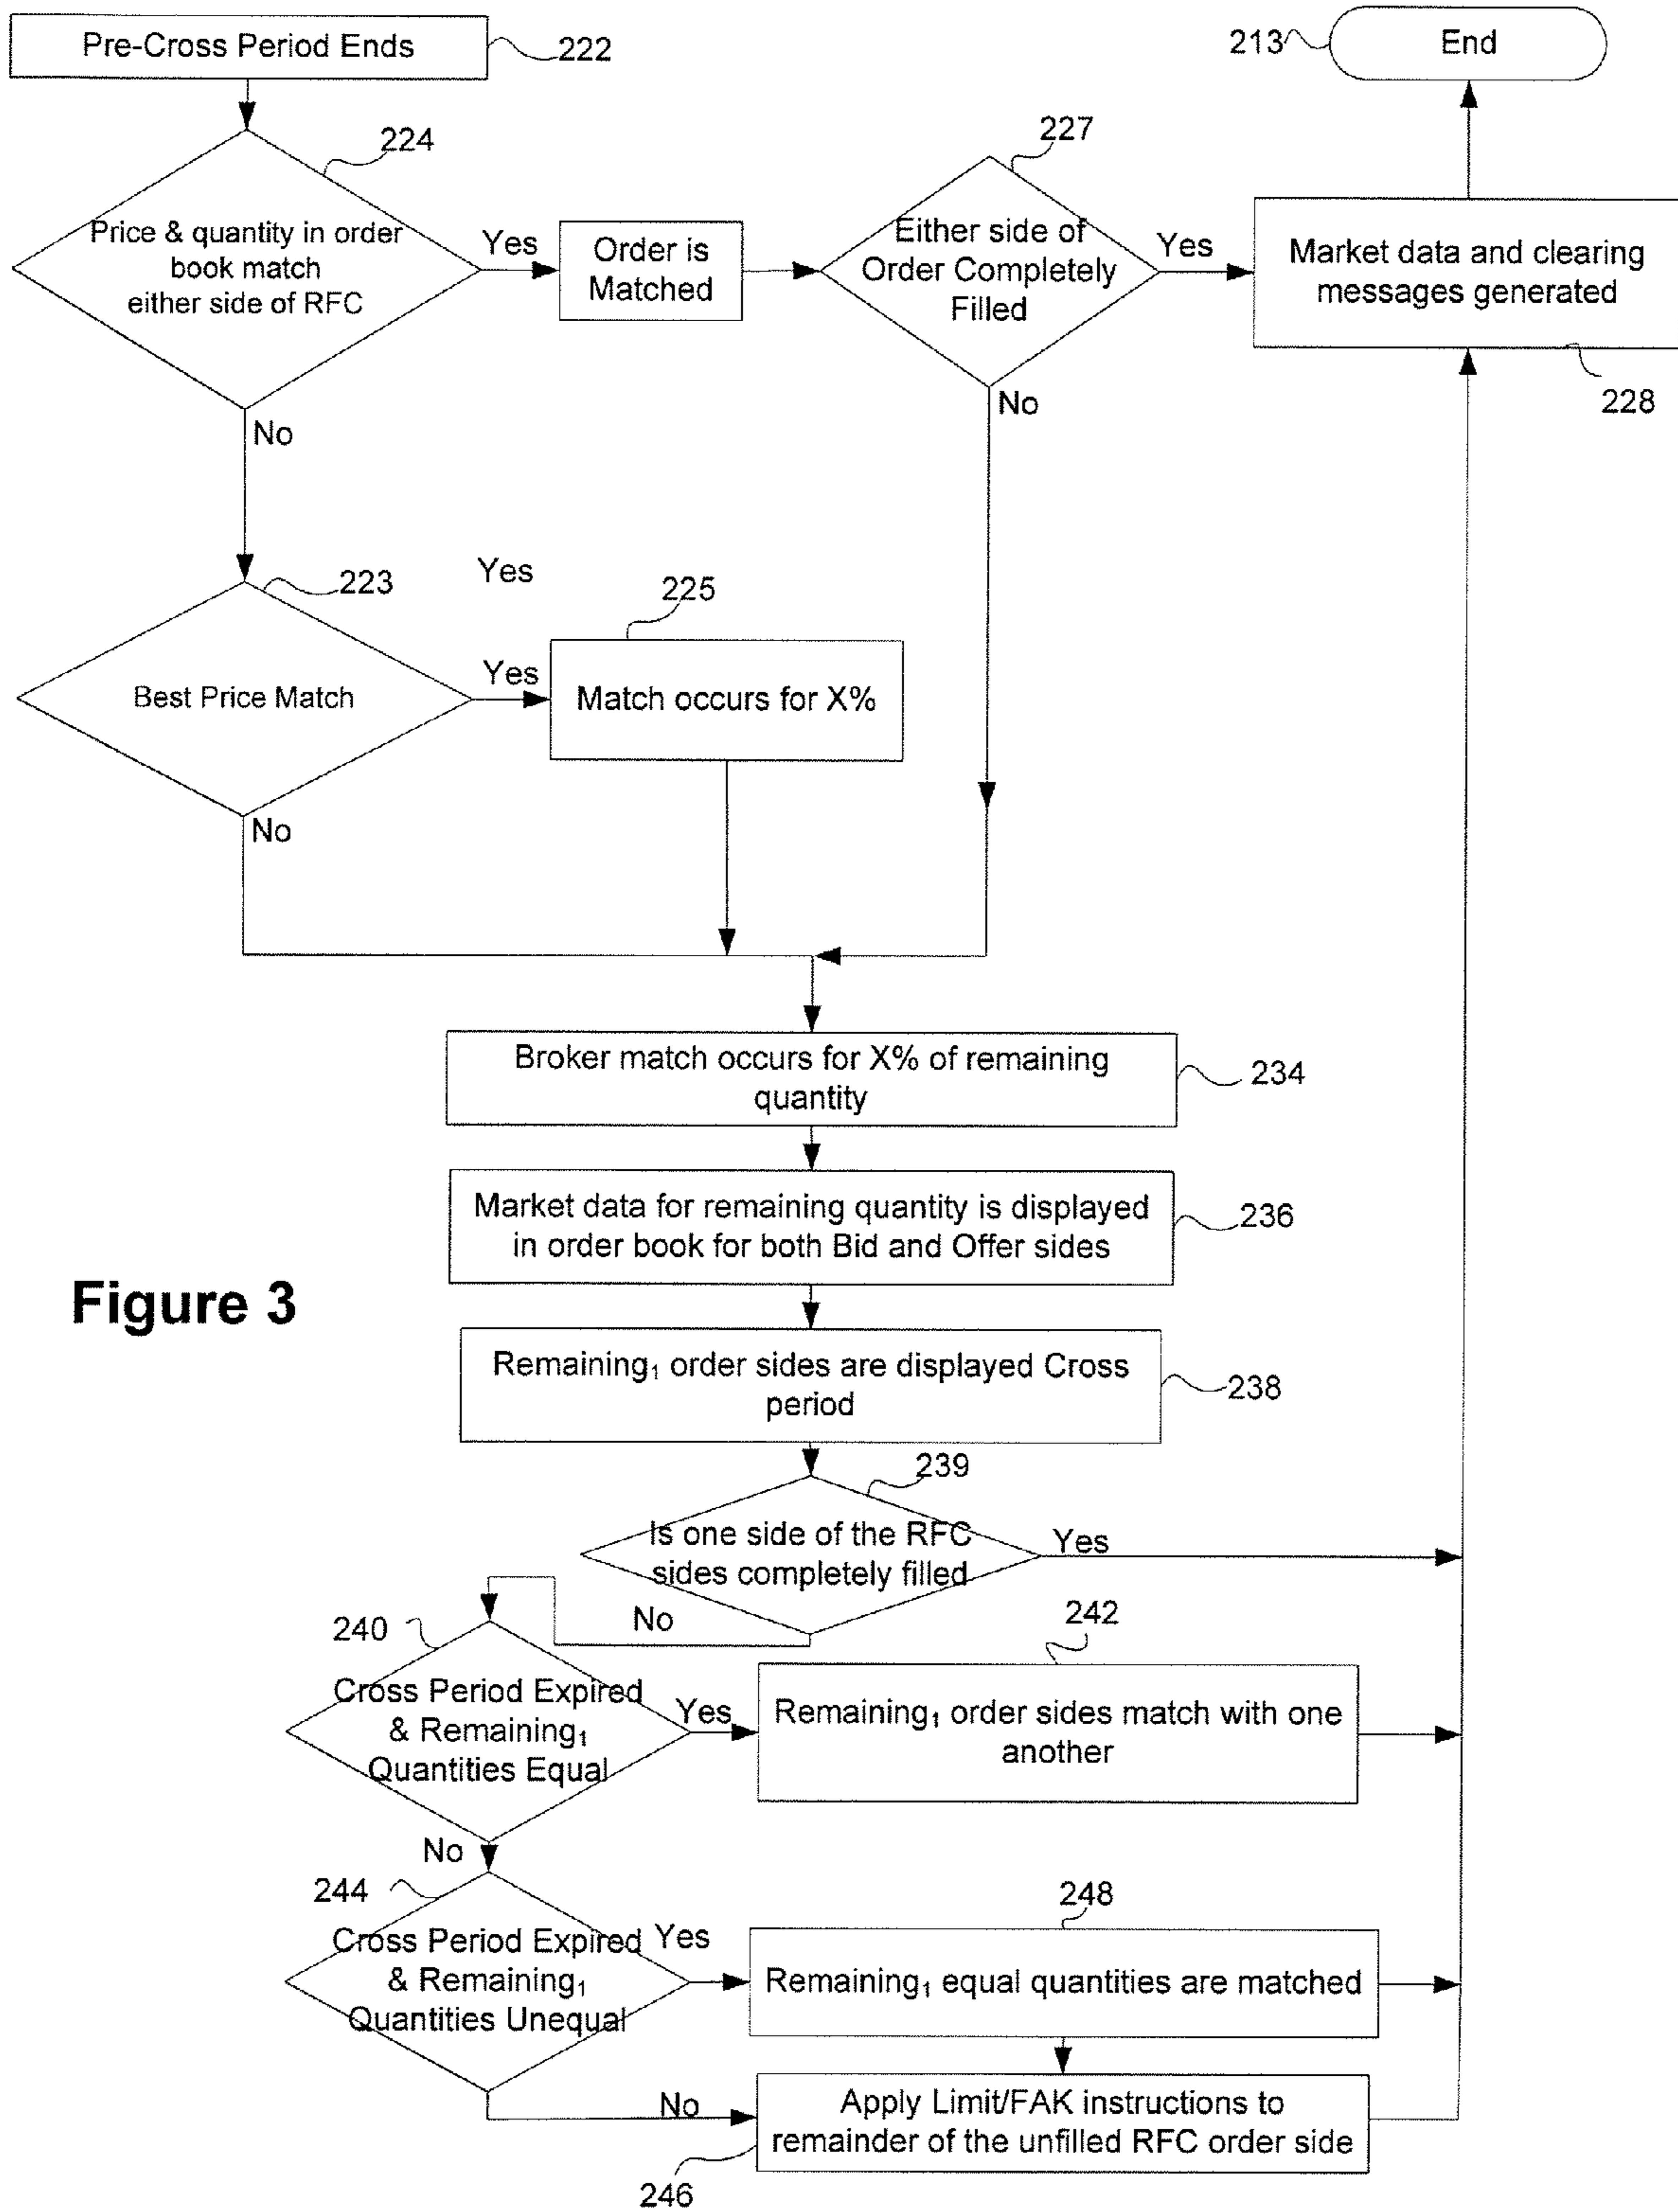 Pre-Cross Period Ends
222
213
End
224
227
Price & quantity in order
book match
either side of RFC
Yes
Order is
Matched
Either side of
Order Completely
Filled
Yes
Market data and clearing
messages generated
228
No
No
223
Yes
225
Best Price Match
Yes
Match occurs for X%
No
Broker match occurs for X% of remaining
quantity
234
Market data for remaining quantity is displayed
in order book for both Bid and Offer sides
236
Figure 3
Remaining₁ order sides are displayed Cross
period
238
239
Is one side of the RFC
sides completely filled
Yes
No
240
242
Cross Period Expired
& Remaining₁
Quantities Equal
Yes
Remaining₁ order sides match with one
another
No
244
248
Cross Period Expired
& Remaining₁
Quantities Unequal
Yes
Remaining₁ equal quantities are matched
No
Apply Limit/FAK instructions to
remainder of the unfilled RFC order side
246